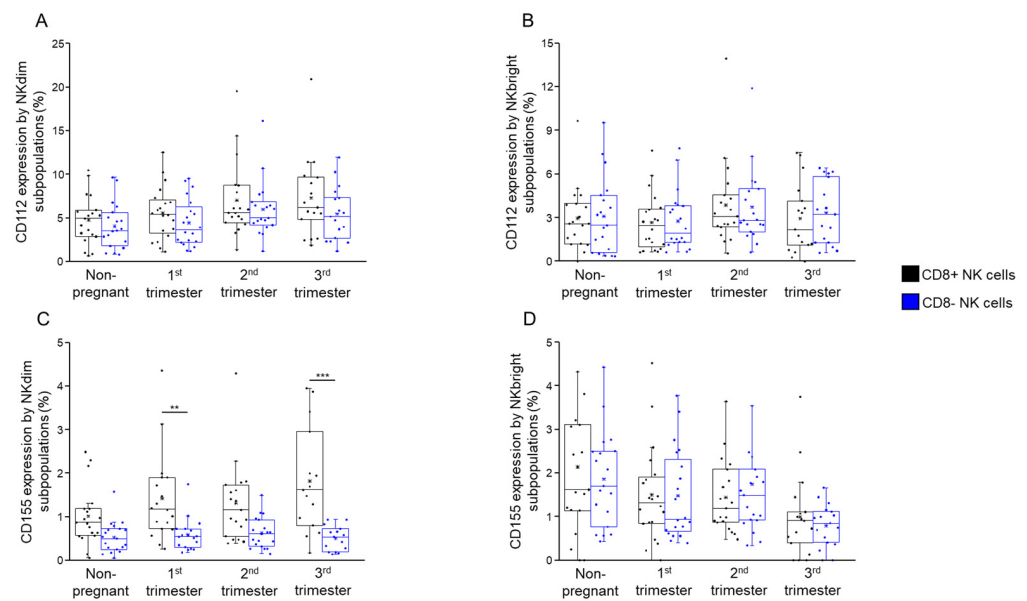 A
CD112 expression by NKdim
subpopulations (%)
25
20
15
10
5
0
Non-
pregnant
1st
trimester
2nd
trimester
3rd
trimester
B
CD112 expression by NKbright
subpopulations (%)
15
12
9
6
3
0
Non-
pregnant
1st
trimester
2nd
trimester
3rd
trimester
CD8+ NK cells
CD8- NK cells
C
CD155 expression by NKdim
subpopulations (%)
5
4
3
2
1
0
**
***
Non-
pregnant
1st
trimester
2nd
trimester
3rd
trimester
D
CD155 expression by NKbright
subpopulations (%)
5
4
3
2
1
0
Non-
pregnant
1st
trimester
2nd
trimester
3rd
trimester